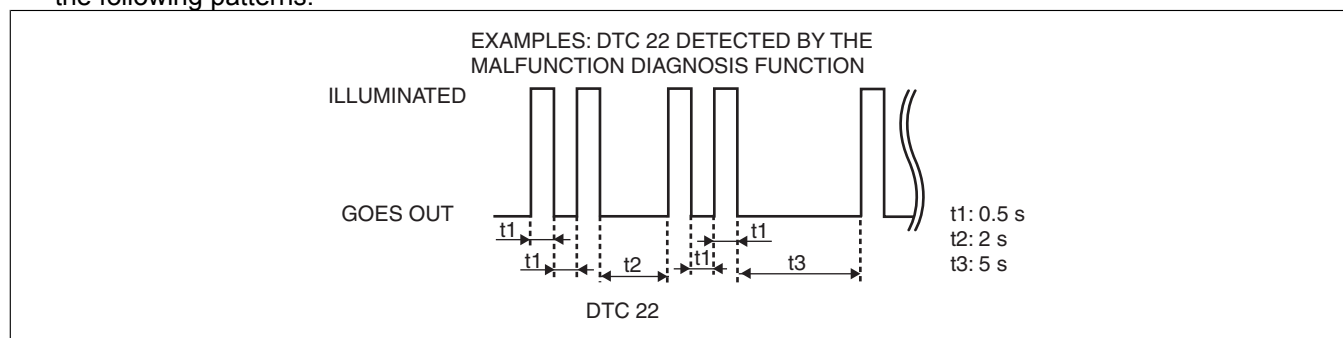 the following patterns.
EXAMPLES: DTC 22 DETECTED BY THE
MALFUNCTION DIAGNOSIS FUNCTION
ILLUMINATED
GOES OUT
t1
t1
t2
t1
t1
t3
t1: 0.5 s
t2: 2 s
t3: 5 s
DTC 22